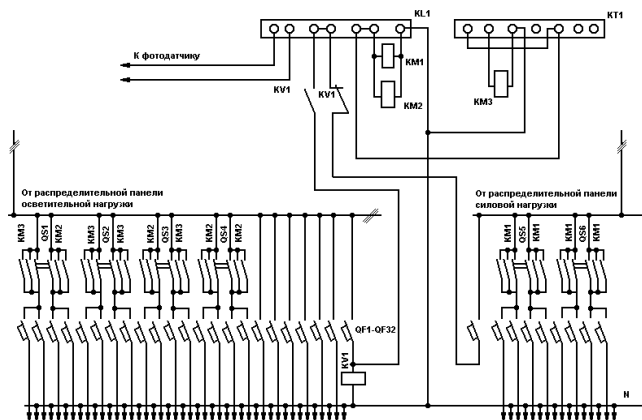 KL1
KT1
К фотодатчику
KV1
KV1
KM1
KM2
KM3
От распределительной панели
осветительной нагрузки
От распределительной панели
силовой нагрузки
KM3
QS1
KM2
KM3
QS2
KM3
KM2
QS3
KM3
KM2
QS4
KM2
KM1
QS5
KM1
KM1
QS6
KM1
QF1-QF32
KV1
N